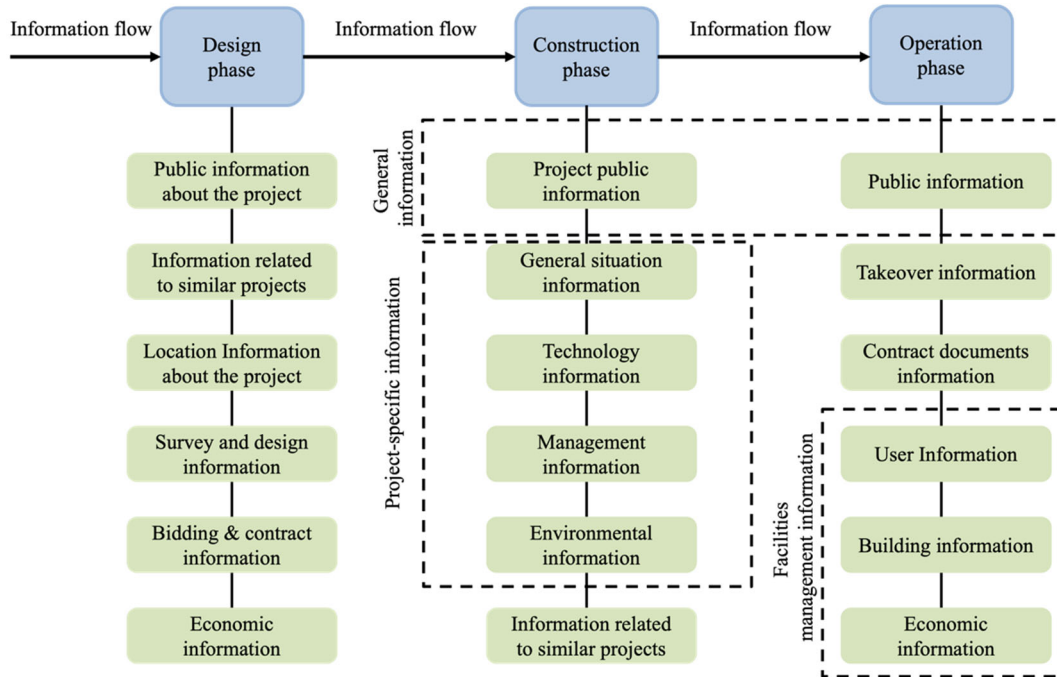 Information flow
Design
phase
Information flow
Construction
phase
Information flow
Operation
phase
General
information
Public information
about the project
Project public
information
Public information
Information related
to similar projects
General situation
information
Takeover information
Project-specific information
Location Information
about the project
Technology
information
Contract documents
information
Survey and design
information
Management
information
User Information
Facilities
management information
Bidding & contract
information
Environmental
information
Building information
Economic
information
Information related
to similar projects
Economic
information